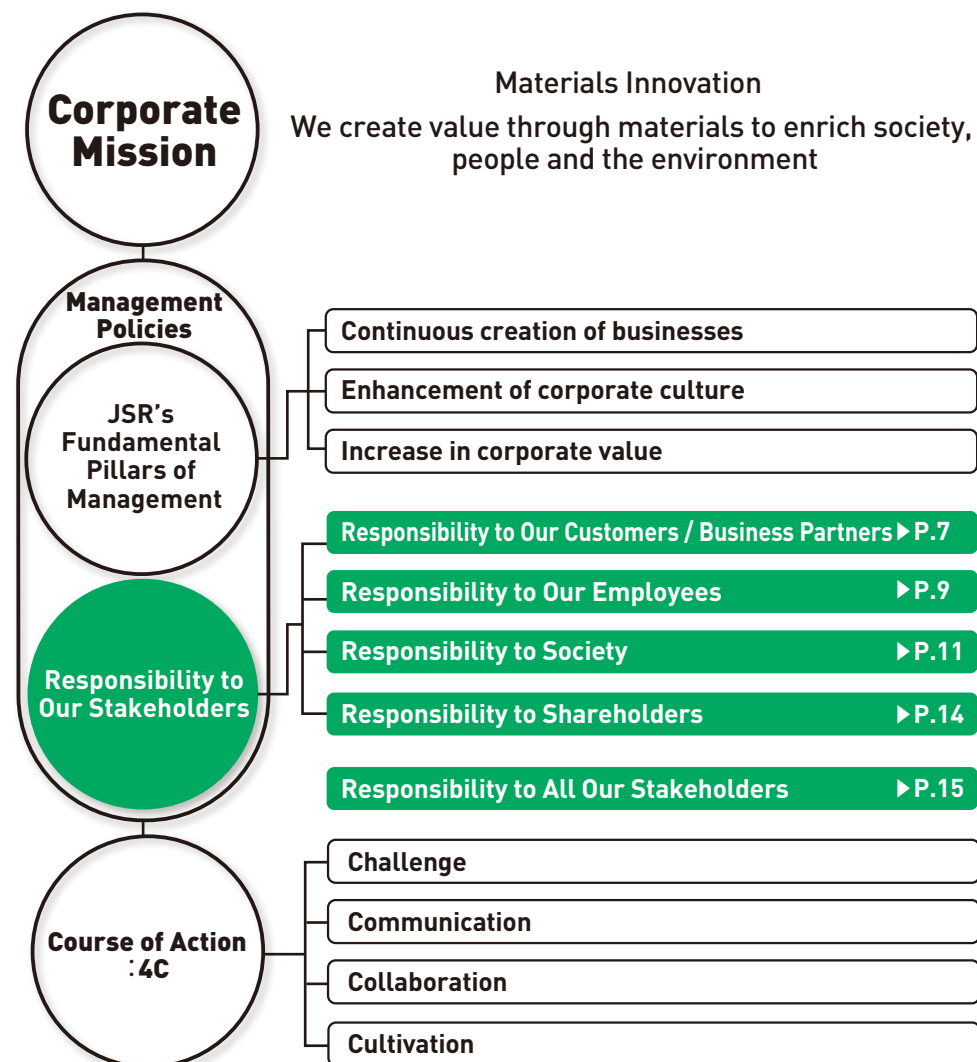 Corporate
Mission
Materials Innovation
We create value through materials to enrich society,
people and the environment
Management
Policies
JSR's
Fundamental
Pillars of
Management
Continuous creation of businesses
Enhancement of corporate culture
Increase in corporate value
Responsibility to
Our Stakeholders
Responsibility to Our Customers / Business Partners ▶P.7
Responsibility to Our Employees ▶P.9
Responsibility to Society ▶P.11
Responsibility to Shareholders ▶P.14
Responsibility to All Our Stakeholders ▶P.15
Course of Action
:4C
Challenge
Communication
Collaboration
Cultivation